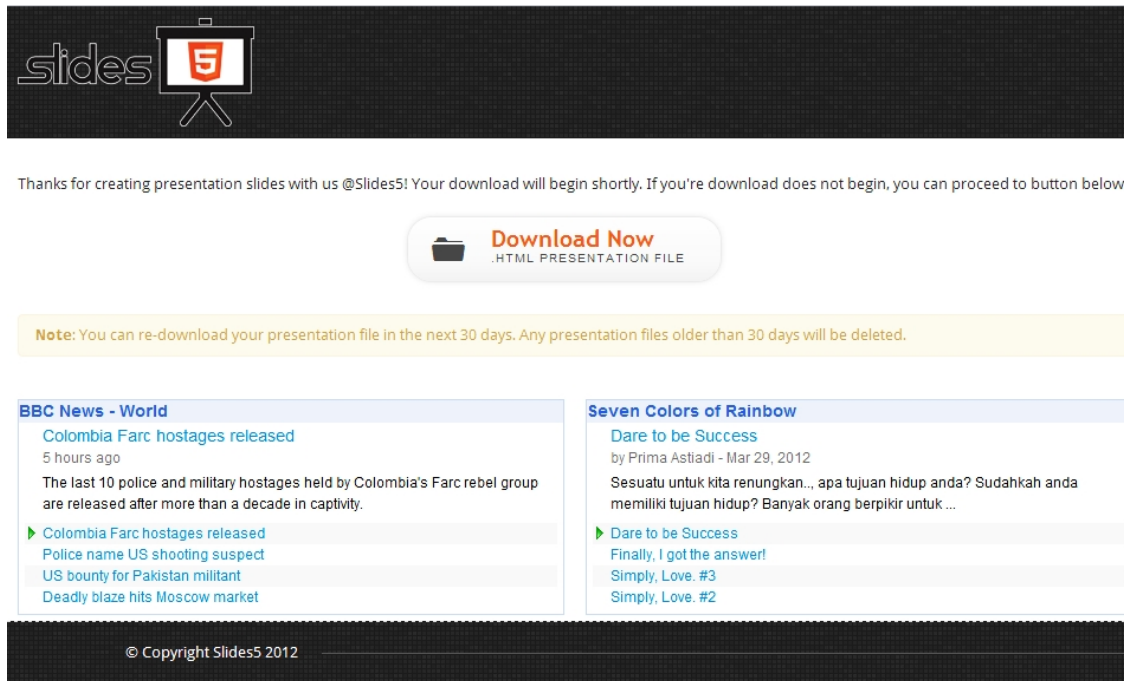 slides 5
Thanks for creating presentation slides with us @Slides5! Your download will begin shortly. If you're download does not begin, you can proceed to button below
Download Now
.HTML PRESENTATION FILE
Note: You can re-download your presentation file in the next 30 days. Any presentation files older than 30 days will be deleted.
BBC News - World
Colombia Farc hostages released
5 hours ago
The last 10 police and military hostages held by Colombia's Farc rebel group
are released after more than a decade in captivity.
Colombia Farc hostages released
Police name US shooting suspect
US bounty for Pakistan militant
Deadly blaze hits Moscow market
Seven Colors of Rainbow
Dare to be Success
by Prima Astiadi - Mar 29, 2012
Sesuatu untuk kita renungkan.., apa tujuan hidup anda? Sudahkah anda
memiliki tujuan hidup? Banyak orang berpikir untuk ...
Dare to be Success
Finally, I got the answer!
Simply, Love. #3
Simply, Love. #2
© Copyright Slides5 2012